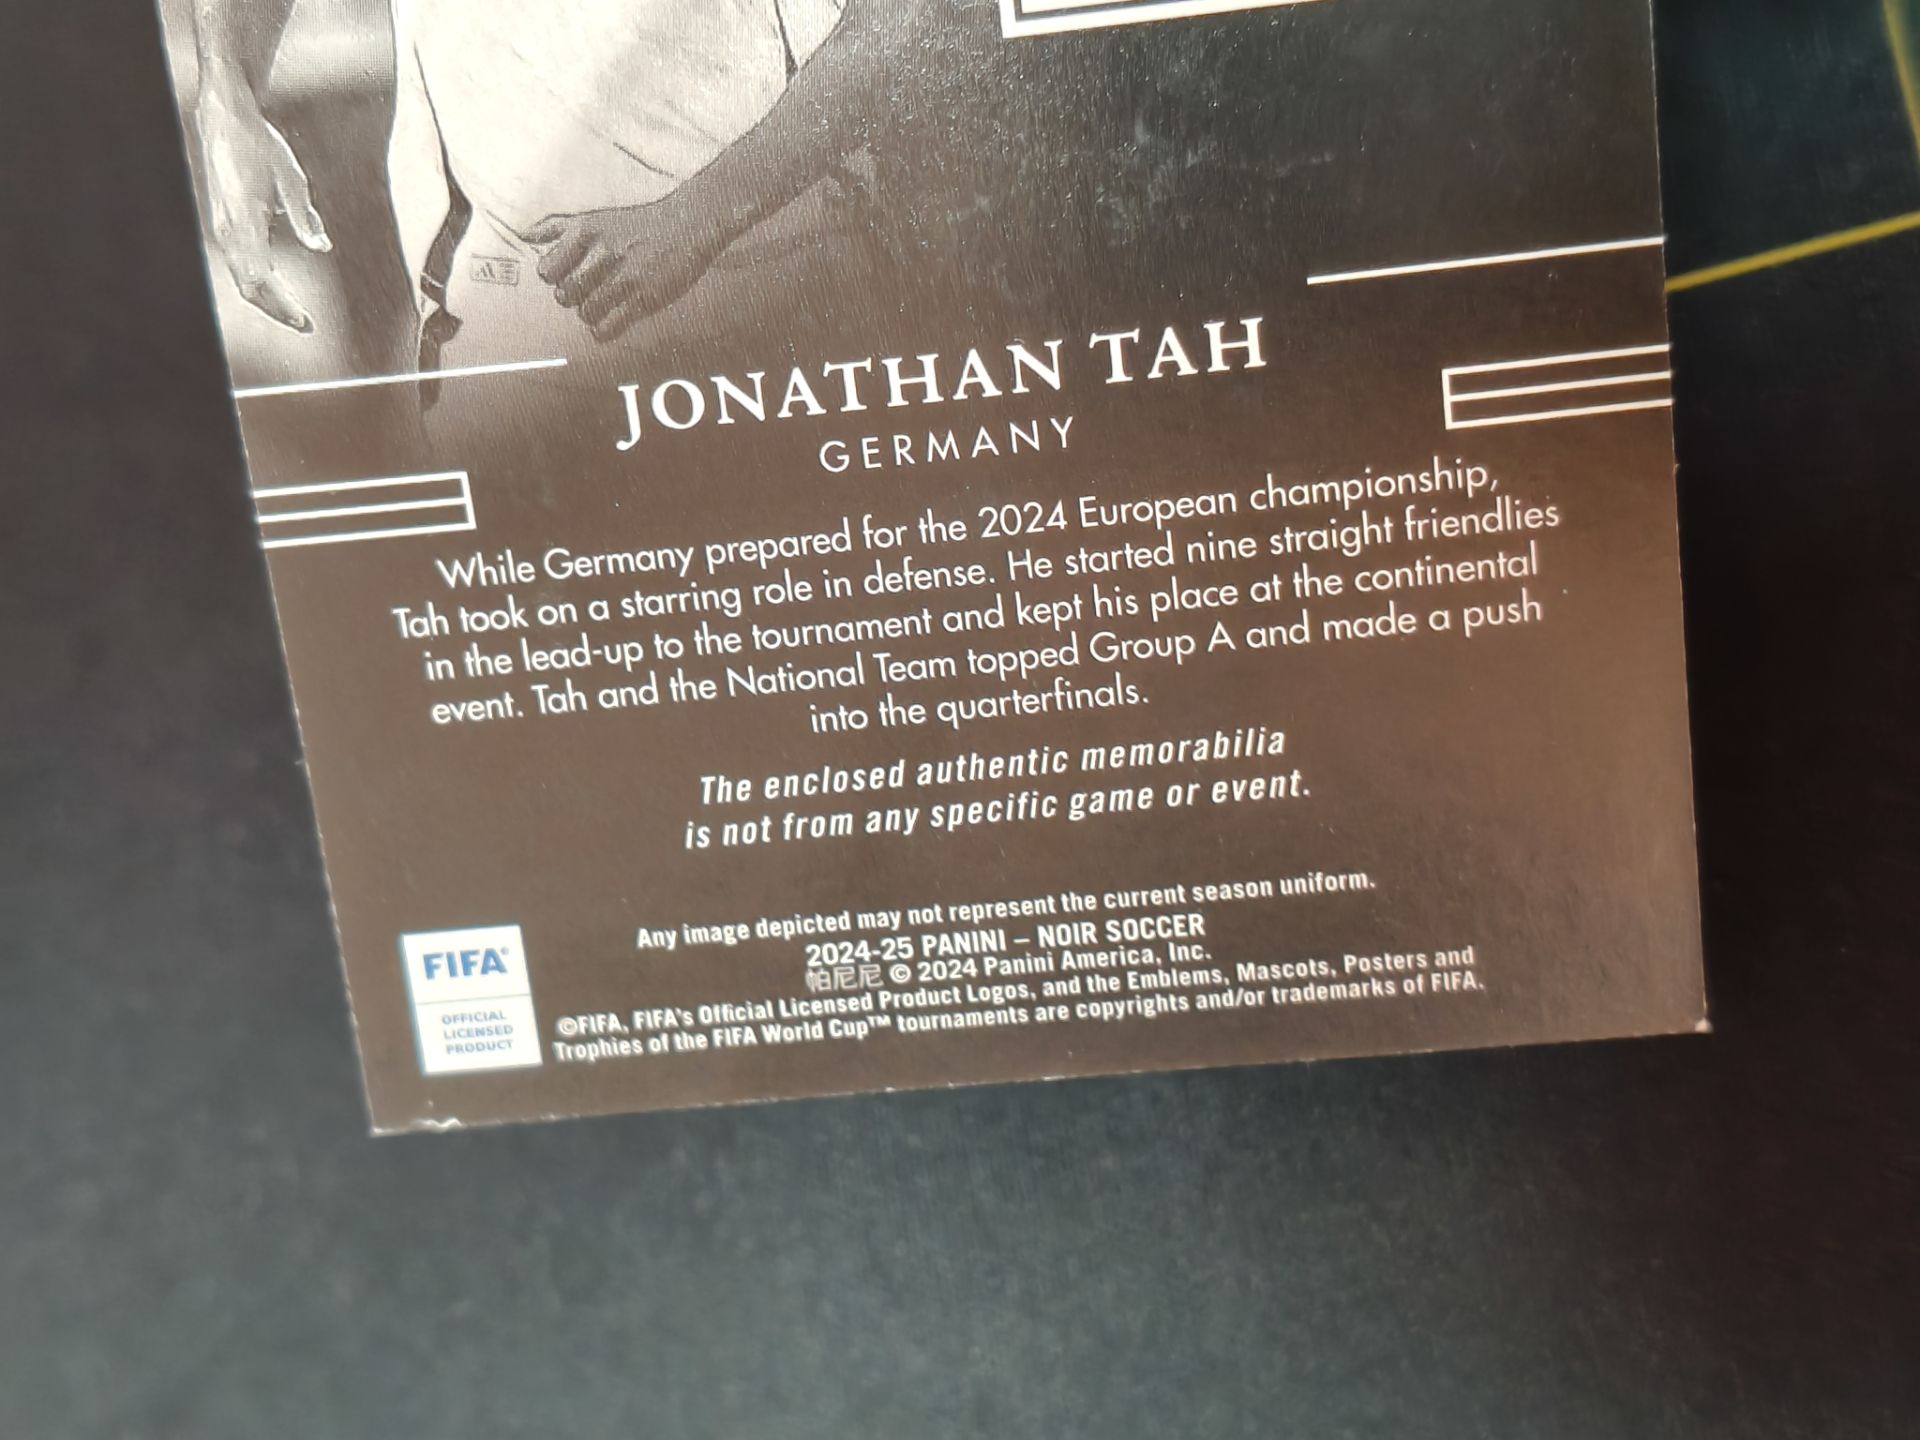 JONATHAN TAH
GERMANY
While Germany prepared for the 2024 European championship,
Tah took on a starring role in defense. He started nine straight friendlies
in the lead-up to the tournament and kept his place at the continental
event. Tah and the National Team topped Group A and made a push
into the quarterfinals.
The enclosed authentic memorabilia
is not from any specific game or event.
Any image depicted may not represent the current season uniform.
2024-25 PANINI – NOIR SOCCER
帕尼尼 © 2024 Panini America, Inc.
©FIFA, FIFA's Official Licensed Product Logos, and the Emblems, Mascots, Posters and
Trophies of the FIFA World Cup™ tournaments are copyrights and/or trademarks of FIFA.
FIFA®
OFFICIAL
LICENSED
PRODUCT